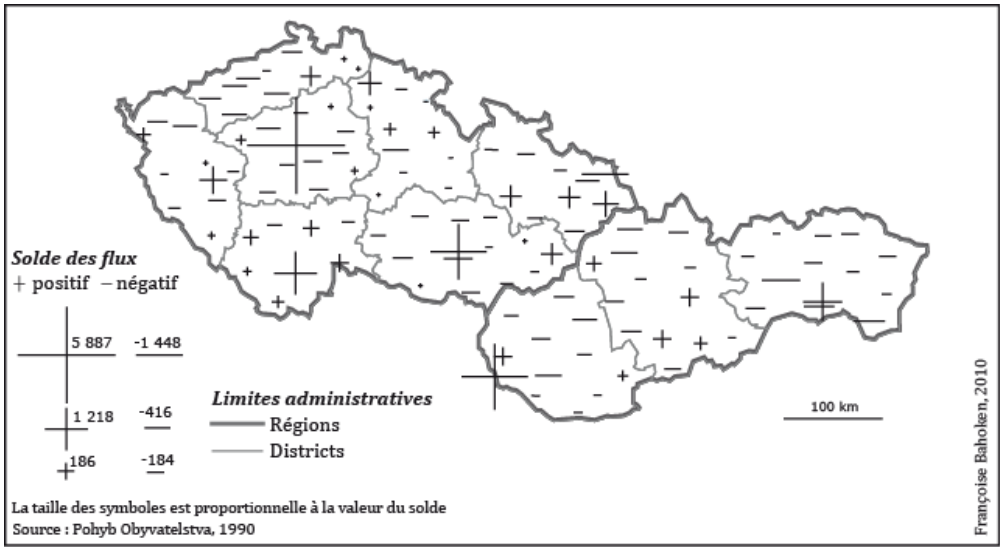 Solde des flux
+ positif – négatif
5 887 -1 448
1 218 -416
186 -184
Limites administratives
Régions
Districts
100 km
La taille des symboles est proportionnelle à la valeur du solde
Source : Pohyb Obyvatelstva, 1990
Françoise Bahoken, 2010